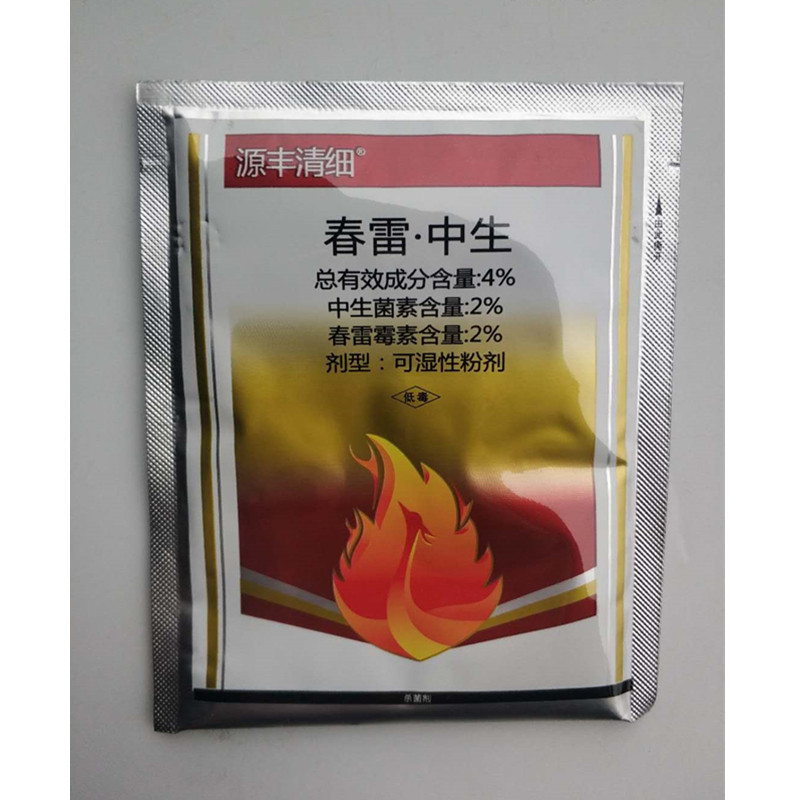 源丰清细®
春雷·中生
总有效成分含量:4%
中生菌素含量:2%
春雷霉素含量:2%
剂型：可湿性粉剂
低毒
杀菌剂